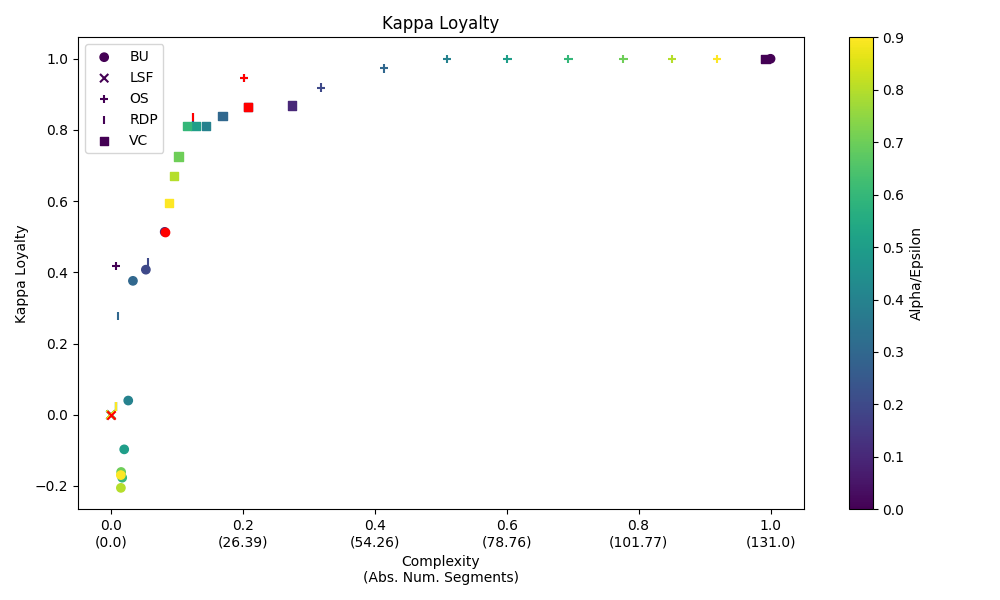 Kappa Loyalty
BU
LSF
OS
RDP
VC
Kappa Loyalty
1.0
0.8
0.6
0.4
0.2
0.0
−0.2
0.0 0.2 0.4 0.6 0.8 1.0
(0.0) (26.39) (54.26) (78.76) (101.77) (131.0)
Complexity
(Abs. Num. Segments)
0.9
0.8
0.7
0.6
0.5
0.4
0.3
0.2
0.1
0.0
Alpha/Epsilon